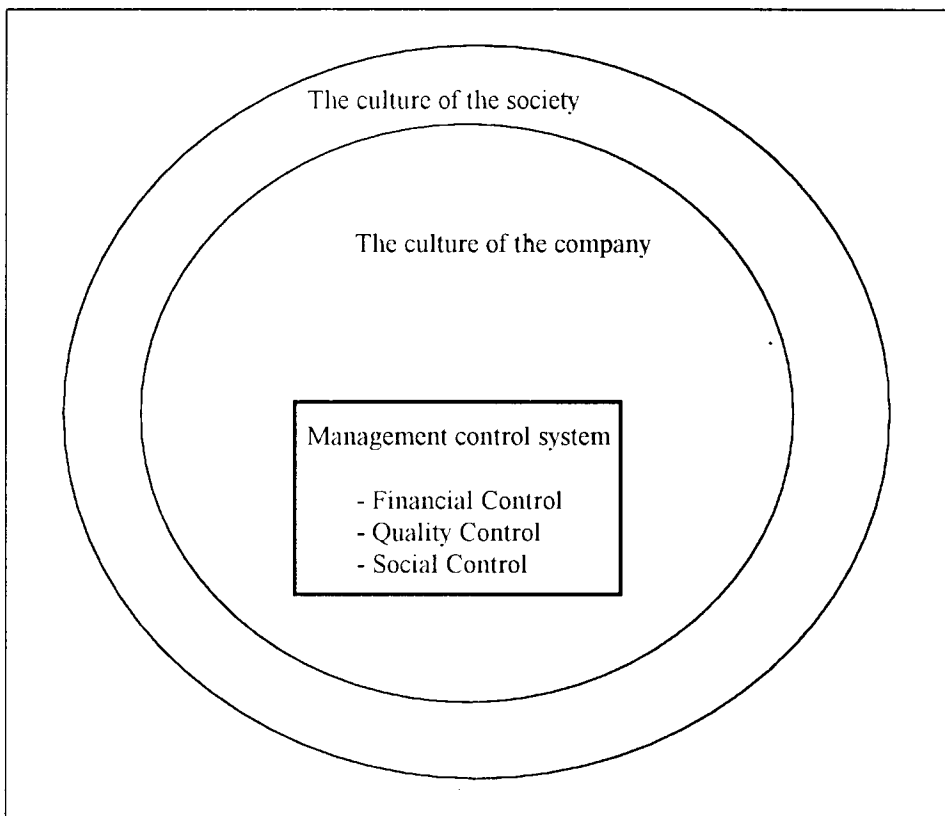 The culture of the society
The culture of the company
Management control system
- Financial Control
- Quality Control
- Social Control